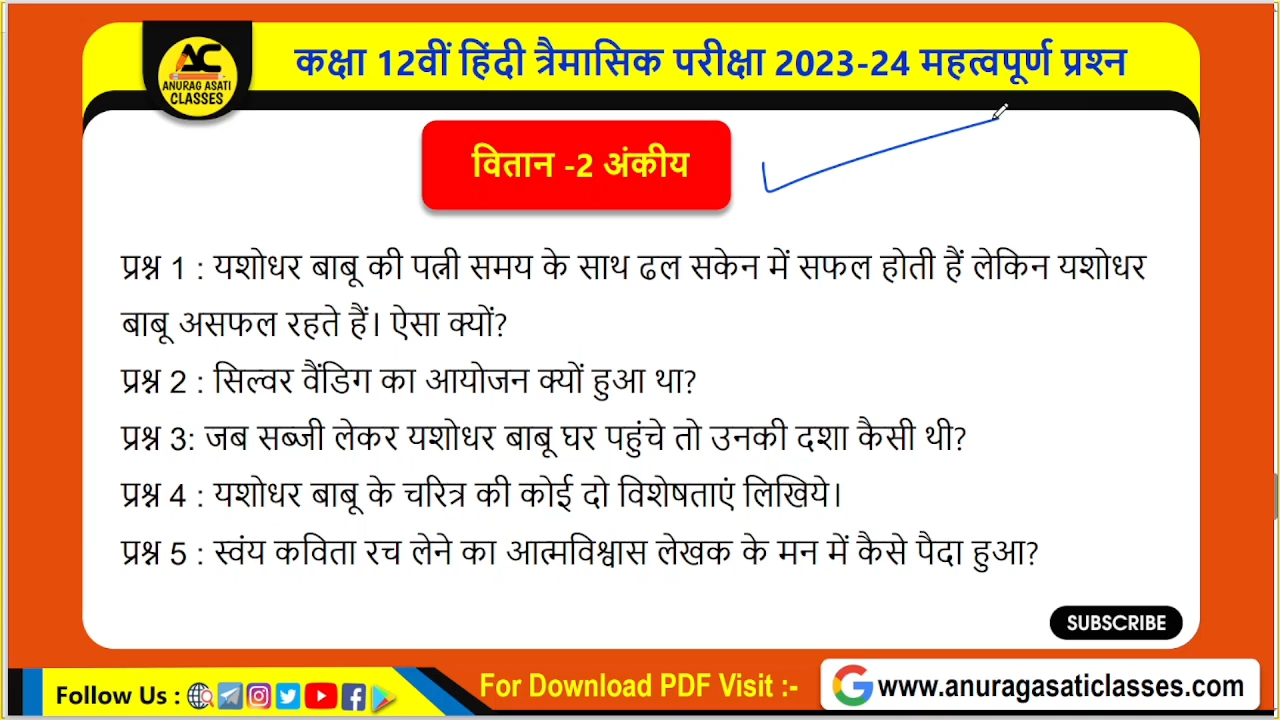 AC
ANURAG ASATI
CLASSES
कक्षा 12वीं हिंदी त्रैमासिक परीक्षा 2023-24 महत्वपूर्ण प्रश्न
वितान -2 अंकीय
प्रश्न 1 : यशोधर बाबू की पत्नी समय के साथ ढल सकेन में सफल होती हैं लेकिन यशोधर
बाबू असफल रहते हैं। ऐसा क्यों?
प्रश्न 2 : सिल्वर वैंडिग का आयोजन क्यों हुआ था?
प्रश्न 3: जब सब्जी लेकर यशोधर बाबू घर पहुंचे तो उनकी दशा कैसी थी?
प्रश्न 4 : यशोधर बाबू के चरित्र की कोई दो विशेषताएं लिखिये।
प्रश्न 5 : स्वंय कविता रच लेने का आत्मविश्वास लेखक के मन में कैसे पैदा हुआ?
SUBSCRIBE
Follow Us :
For Download PDF Visit :-
www.anuragasaticlasses.com